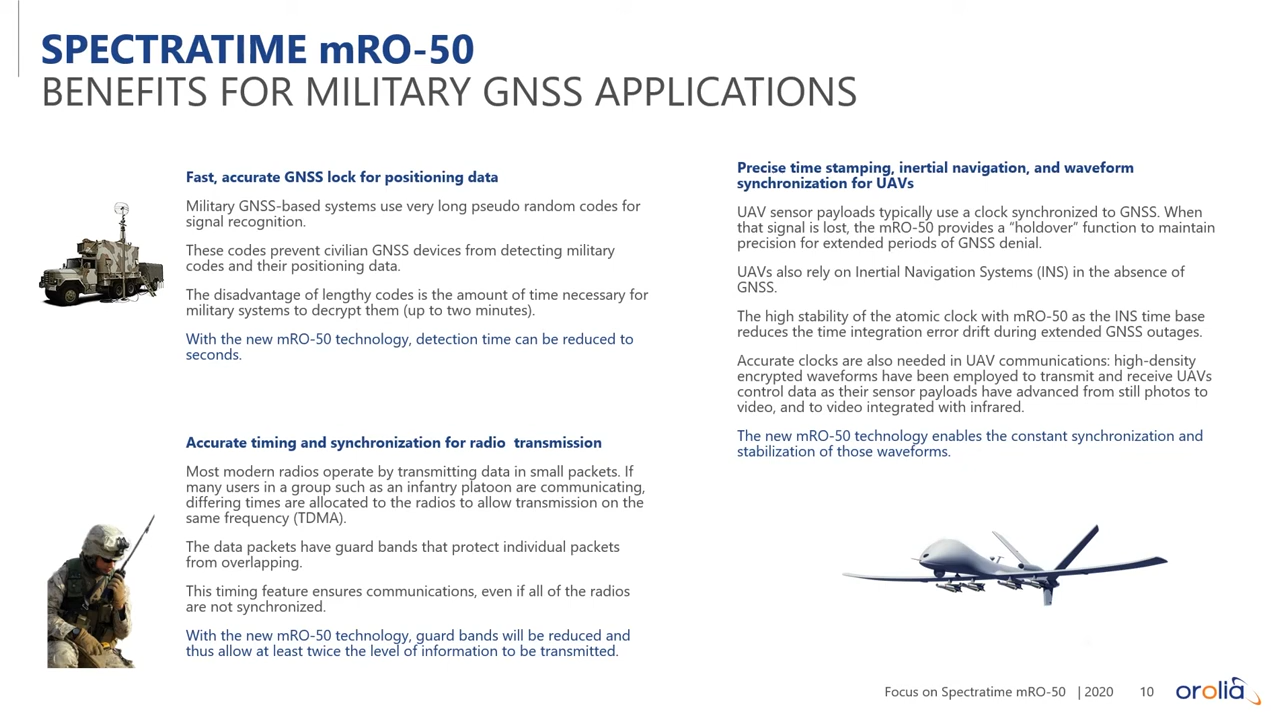 SPECTRATIME mRO-50
BENEFITS FOR MILITARY GNSS APPLICATIONS
Fast, accurate GNSS lock for positioning data
Military GNSS-based systems use very long pseudo random codes for
signal recognition.
These codes prevent civilian GNSS devices from detecting military
codes and their positioning data.
The disadvantage of lengthy codes is the amount of time necessary for
military systems to decrypt them (up to two minutes).
With the new mRO-50 technology, detection time can be reduced to
seconds.
Accurate timing and synchronization for radio  transmission
Most modern radios operate by transmitting data in small packets. If
many users in a group such as an infantry platoon are communicating,
differing times are allocated to the radios to allow transmission on the
same frequency (TDMA).
The data packets have guard bands that protect individual packets
from overlapping.
This timing feature ensures communications, even if all of the radios
are not synchronized.
With the new mRO-50 technology, guard bands will be reduced and
thus allow at least twice the level of information to be transmitted.
Precise time stamping, inertial navigation, and waveform
synchronization for UAVs
UAV sensor payloads typically use a clock synchronized to GNSS. When
that signal is lost, the mRO-50 provides a “holdover” function to maintain
precision for extended periods of GNSS denial.
UAVs also rely on Inertial Navigation Systems (INS) in the absence of
GNSS.
The high stability of the atomic clock with mRO-50 as the INS time base
reduces the time integration error drift during extended GNSS outages.
Accurate clocks are also needed in UAV communications: high-density
encrypted waveforms have been employed to transmit and receive UAVs
control data as their sensor payloads have advanced from still photos to
video, and to video integrated with infrared.
The new mRO-50 technology enables the constant synchronization and
stabilization of those waveforms.
Focus on Spectratime mRO-50 | 2020 10
orolia